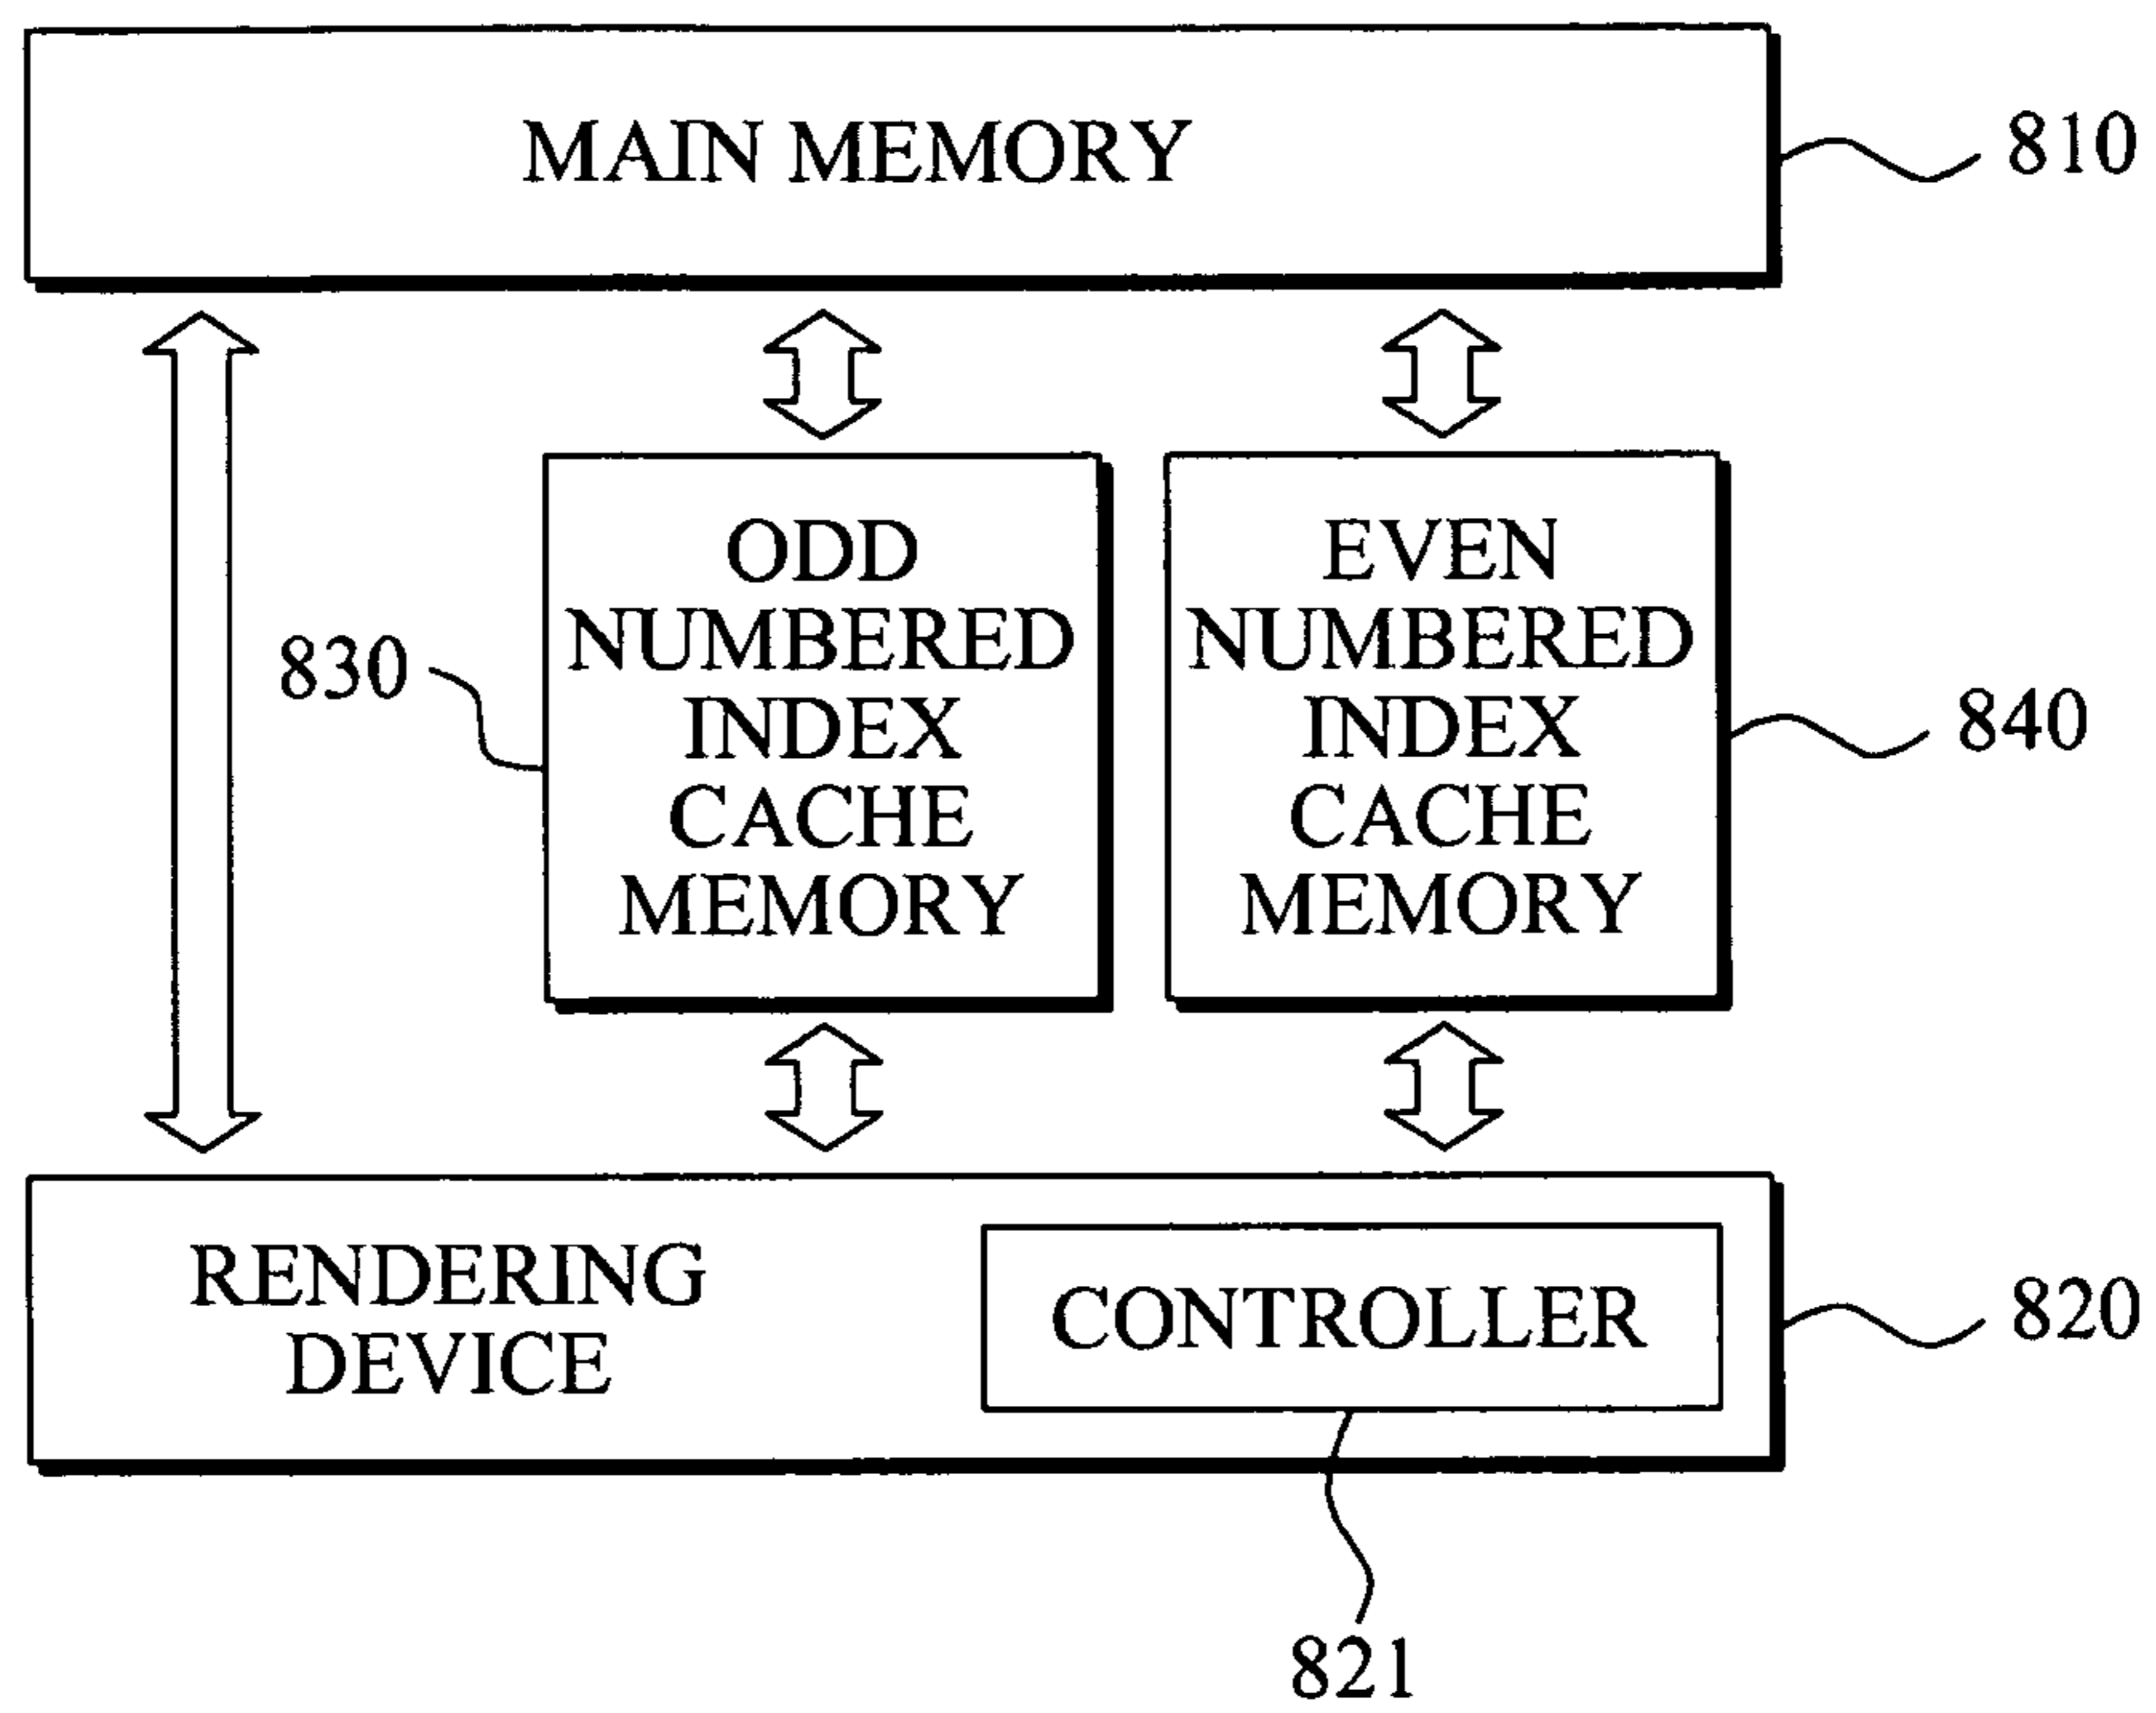 MAIN MEMORY
810
ODD
NUMBERED
INDEX
CACHE
MEMORY
830
EVEN
NUMBERED
INDEX
CACHE
MEMORY
840
RENDERING
DEVICE
CONTROLLER
820
821